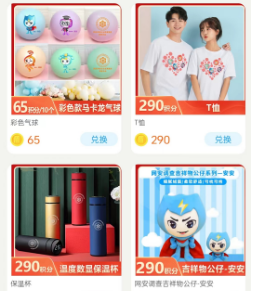 65积分/10个
彩色款马卡龙气球
彩色气球
65
兑换
290积分
T恤
T恤
290
兑换
290积分
温度数显保温杯
保温杯
网安调查吉祥物公仔系列—安安
290积分
吉祥物公仔·安安
网安调查吉祥物公仔·安安